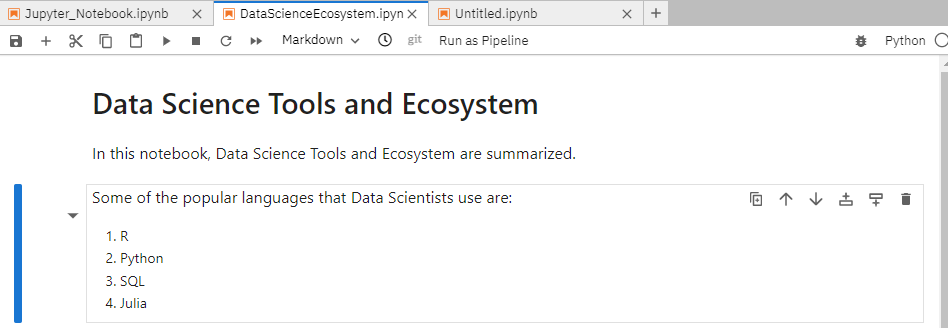 Jupyter_Notebook.ipynb
DataScienceEcosystem.ipyn
Untitled.ipynb
Markdown
git
Run as Pipeline
Python
Data Science Tools and Ecosystem
In this notebook, Data Science Tools and Ecosystem are summarized.
Some of the popular languages that Data Scientists use are:
1. R
2. Python
3. SQL
4. Julia